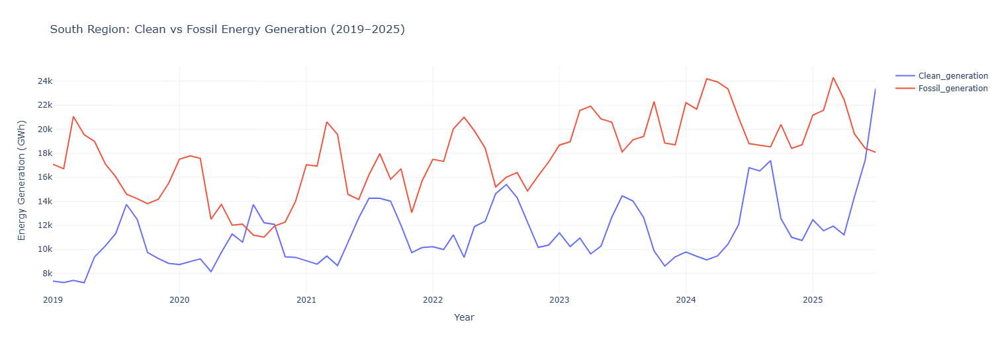 South Region: Clean vs Fossil Energy Generation (2019–2025)
Clean_generation
Fossil_generation
Energy Generation (GWh)
24k
22k
20k
18k
16k
14k
12k
10k
8k
2019
2020
2021
2022
2023
2024
2025
Year